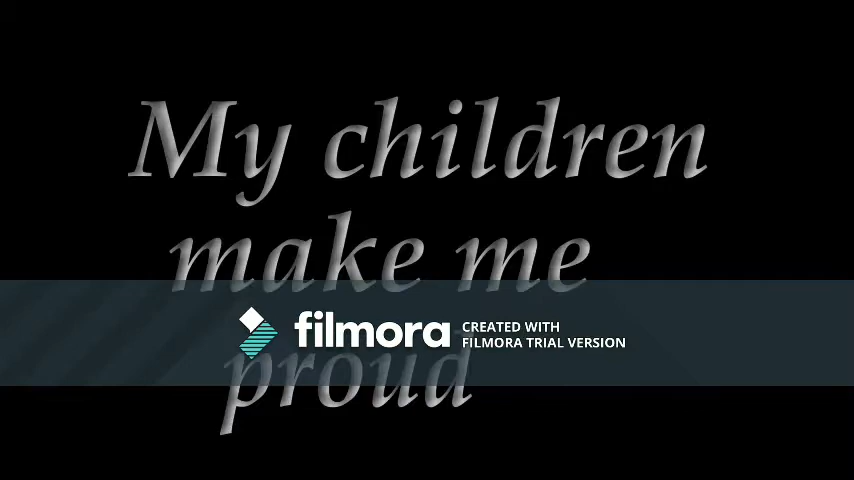 My children
make me
filmora CREATED WITH
FILMORA TRIAL VERSION
proud